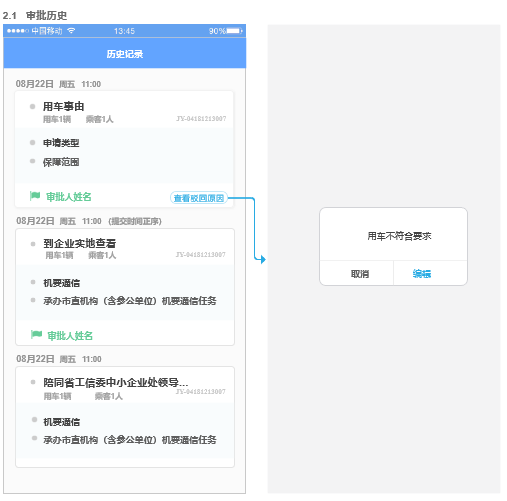 2.1 审批历史
中国移动 13:45 90%
历史记录
08月22日 周五 11:00
用车事由
用车1辆 乘客1人 JY-04181213007
申请类型
保障范围
审批人姓名 查看驳回原因
08月22日 周五 11:00 (提交时间正序)
到企业实地查看
用车1辆 乘客1人 JY-04181213007
机要通信
承办市直机构（含参公单位）机要通信任务
审批人姓名
08月22日 周五 11:00
陪同省工信委中小企业处领导...
用车1辆 乘客1人 JY-04181213007
机要通信
承办市直机构（含参公单位）机要通信任务
用车不符合要求
取消 编辑